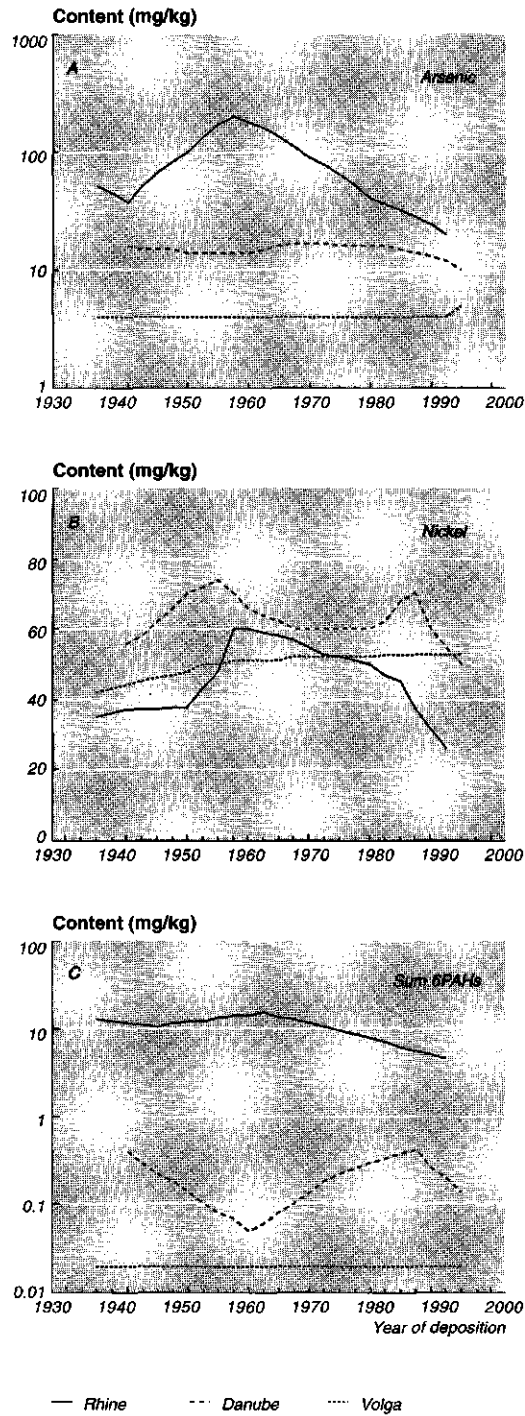 Content (mg/kg)
1000
A
Arsenic
100
10
1
1930 1940 1950 1960 1970 1980 1990 2000
Content (mg/kg)
100
B
Nickel
80
60
40
20
0
1930 1940 1950 1960 1970 1980 1990 2000
Content (mg/kg)
100
C
Sum 6PAHs
10
1
0.1
0.01
1930 1940 1950 1960 1970 1980 1990 2000
Year of deposition
Rhine Danube Volga